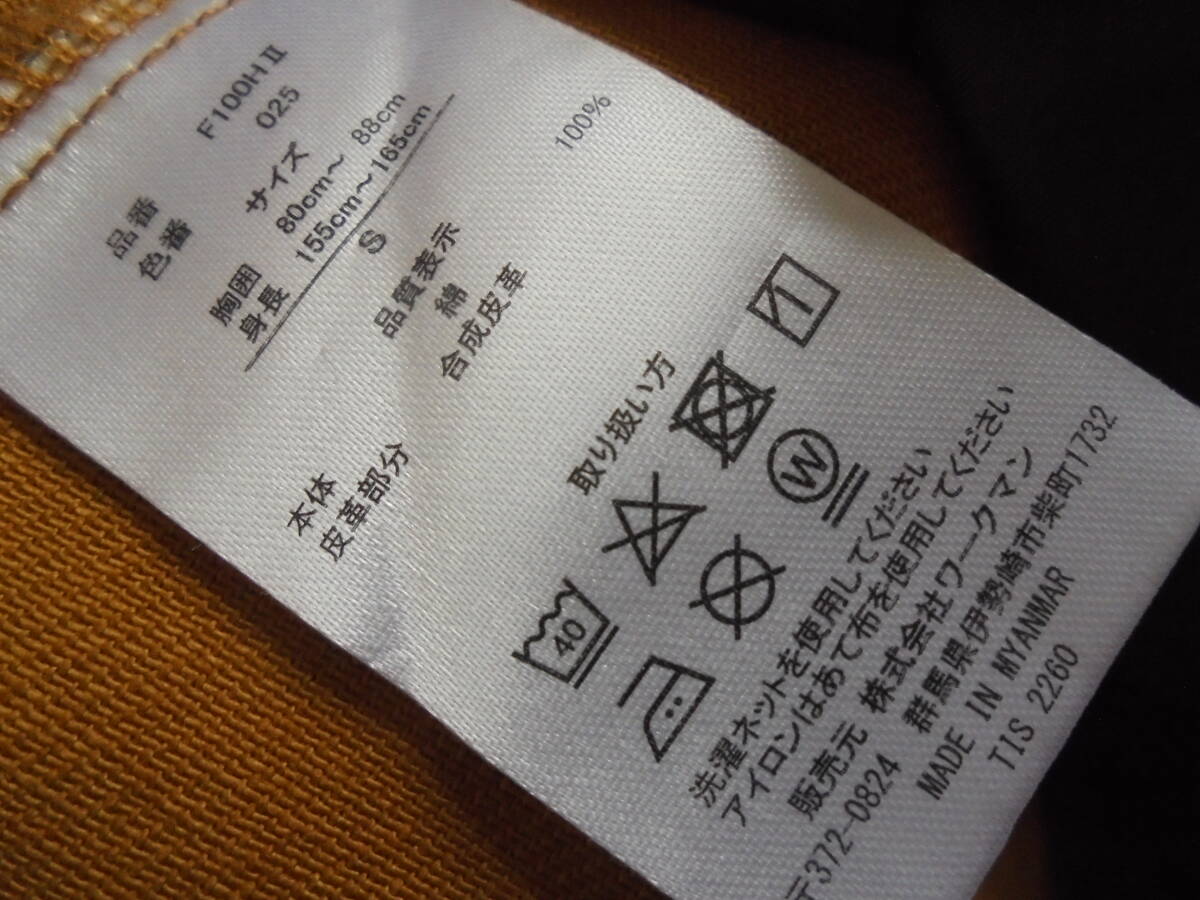 品番 F100HⅡ
色番 025
サイズ
胸囲 80cm～ 88cm
身長 155cm～165cm
S
品質表示
本体 綿 100%
皮革部分 合成皮革
取り扱い方
40
W
洗濯ネットを使用してください
アイロンはあて布を使用してください
販売元 株式会社ワークマン
〒372-0824 群馬県伊勢崎市柴町1732
MADE IN MYANMAR
TIS 2260